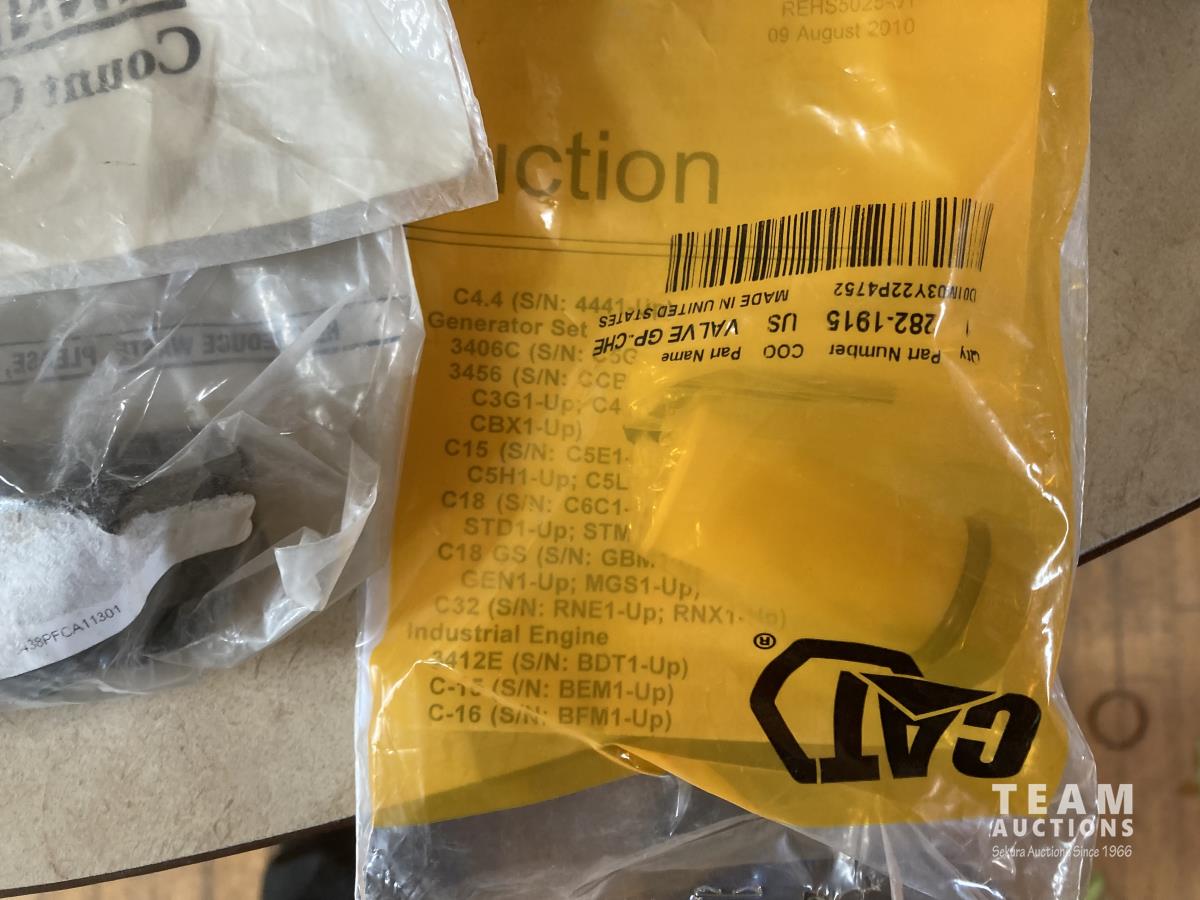 Count
REHS5025-01
09 August 2010
uction
D01M03Y22P4752
MADE IN UNITED STATES
Qty Part Number COO Part Name
1 282-1915 US VALVE GP-CHE
C4.4 (S/N: 4441-Up)
Generator Set
3406C (S/N:
3456 (S/N: CCB
C3G1-Up; C4
CBX1-Up)
C15 (S/N: C5E1-
C5H1-Up; C5L
C18 (S/N: C6C1-
STD1-Up; STM
C18 GS (S/N: GBM
GEN1-Up; MGS1-Up;
C32 (S/N: RNE1-Up; RNX1-Up)
Industrial Engine
3412E (S/N: BDT1-Up)
C-15 (S/N: BEM1-Up)
C-16 (S/N: BFM1-Up)
REDUCE WASTE PLEASE,
438PFCA11301
CAT®
TEAM
AUCTIONS
Sekura Auctions Since 1966